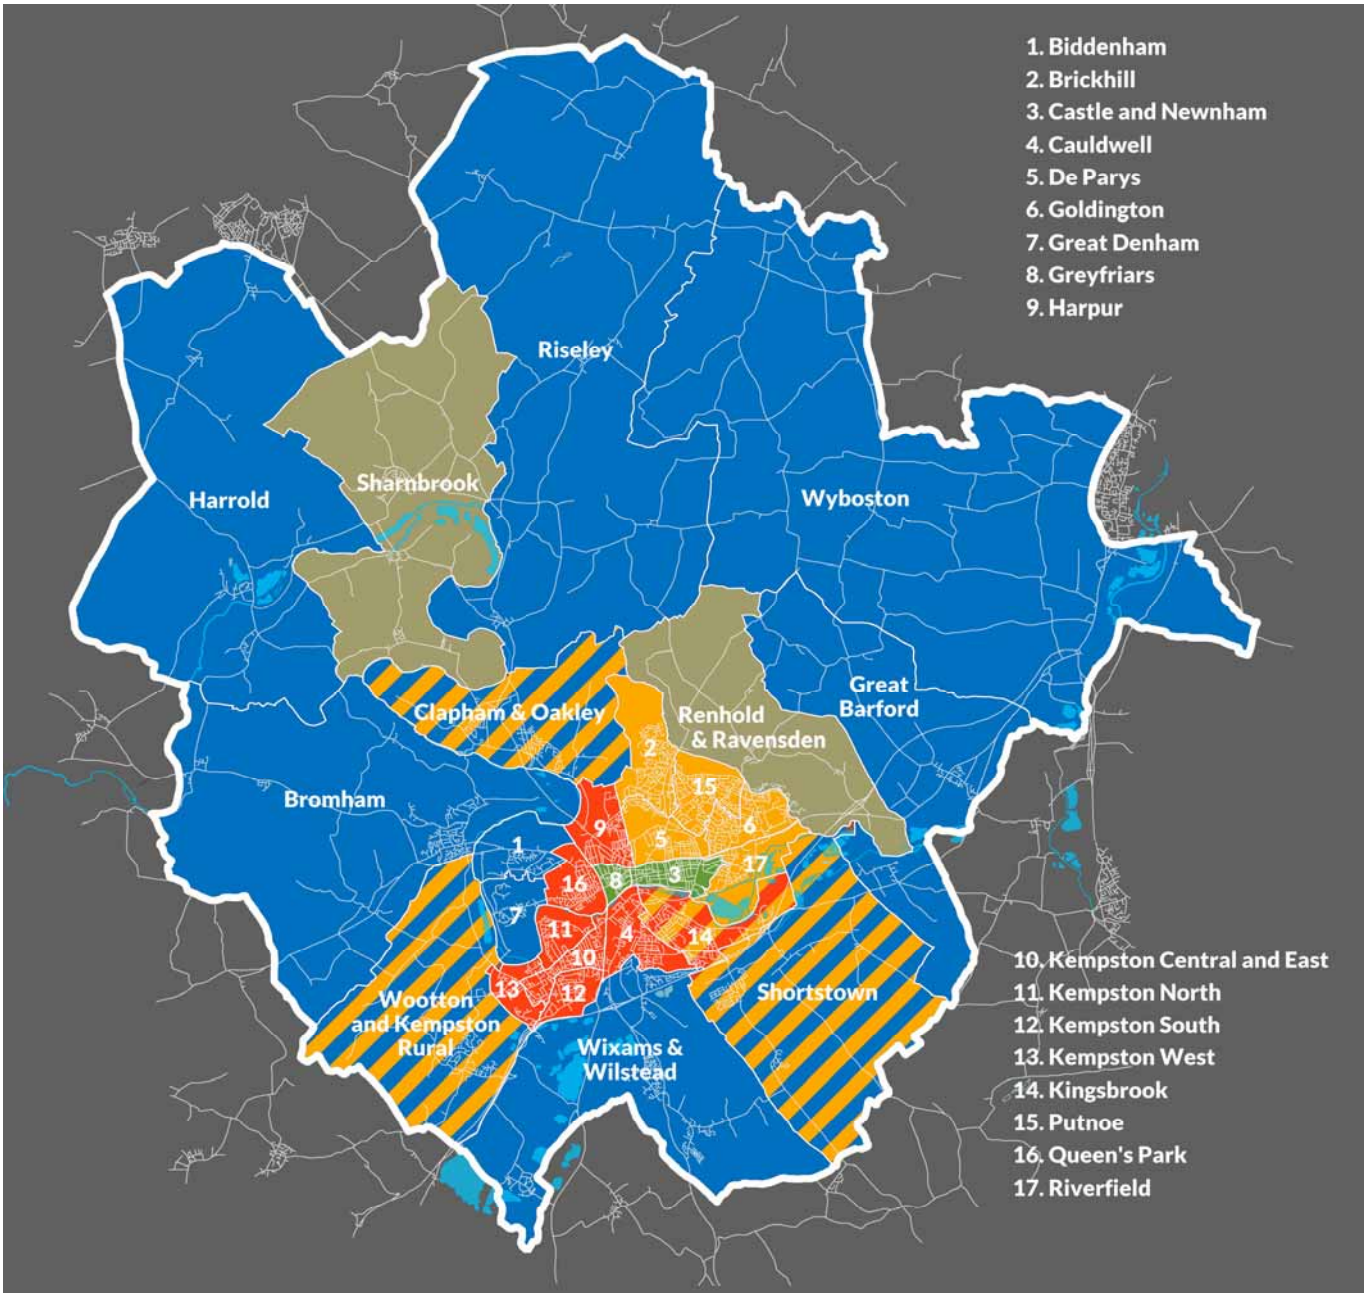 1. Biddenham
2. Brickhill
3. Castle and Newnham
4. Cauldwell
5. De Parys
6. Goldington
7. Great Denham
8. Greyfriars
9. Harpur
Riseley
Sharnbrook
Harrold
Wyboston
Great
Barford
Clapham & Oakley
Renhold
& Ravensden
2
15
Bromham
6
9
5
1
17
8
3
16
7
11
4
14
10
13
12
Shortstown
Wootton
and Kempston
Rural
Wixams &
Wilstead
10. Kempston Central and East
11. Kempston North
12. Kempston South
13. Kempston West
14. Kingsbrook
15. Putnoe
16. Queen's Park
17. Riverfield